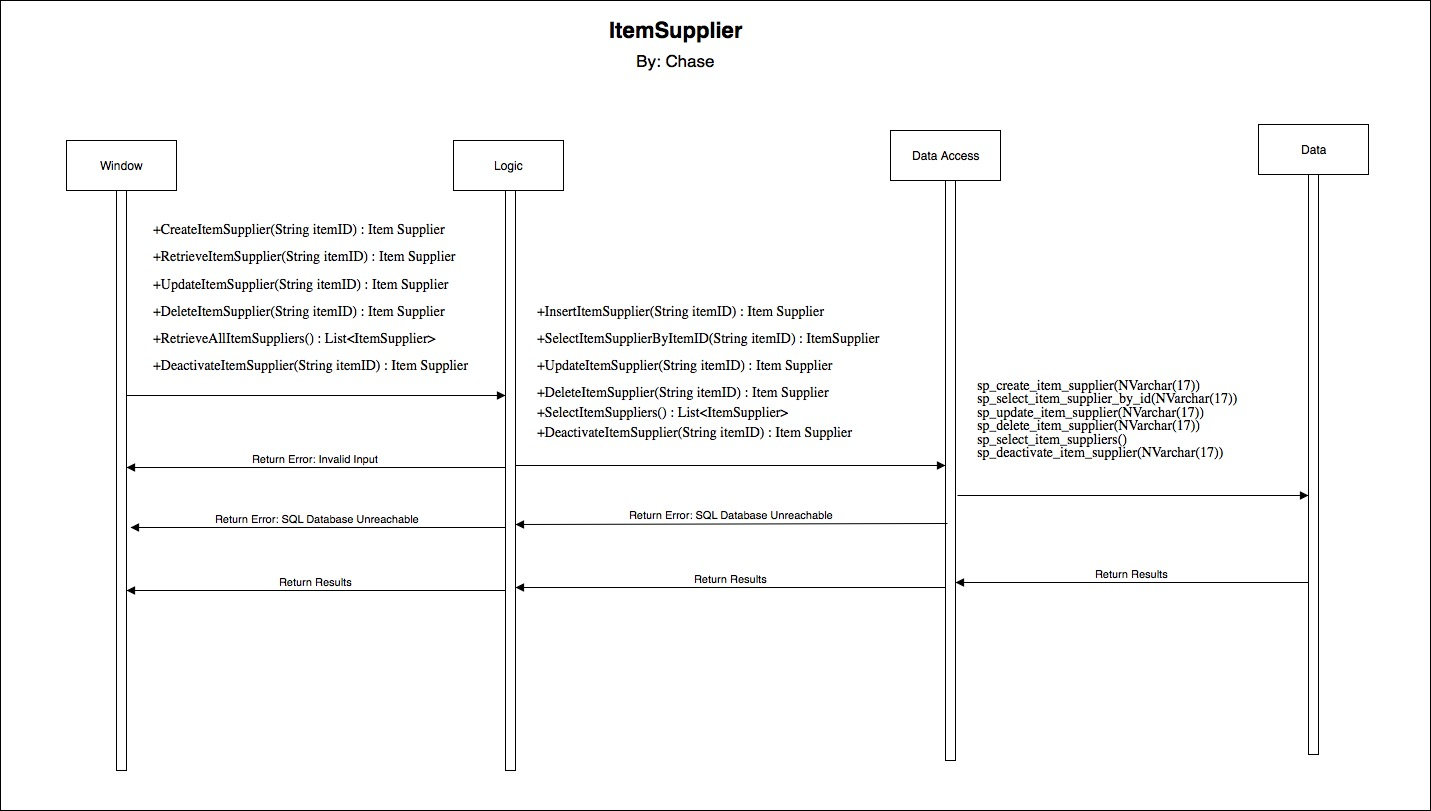 ItemSupplier
By: Chase
Window
Logic
Data Access
Data
+CreateItemSupplier(String itemID) : Item Supplier
+RetrieveItemSupplier(String itemID) : Item Supplier
+UpdateItemSupplier(String itemID) : Item Supplier
+DeleteItemSupplier(String itemID) : Item Supplier
+RetrieveAllItemSuppliers() : List<ItemSupplier>
+DeactivateItemSupplier(String itemID) : Item Supplier
+InsertItemSupplier(String itemID) : Item Supplier
+SelectItemSupplierByItemID(String itemID) : ItemSupplier
+UpdateItemSupplier(String itemID) : Item Supplier
+DeleteItemSupplier(String itemID) : Item Supplier
+SelectItemSuppliers() : List<ItemSupplier>
+DeactivateItemSupplier(String itemID) : Item Supplier
sp_create_item_supplier(NVarchar(17))
sp_select_item_supplier_by_id(NVarchar(17))
sp_update_item_supplier(NVarchar(17))
sp_delete_item_supplier(NVarchar(17))
sp_select_item_suppliers()
sp_deactivate_item_supplier(NVarchar(17))
Return Error: Invalid Input
Return Error: SQL Database Unreachable
Return Error: SQL Database Unreachable
Return Results
Return Results
Return Results